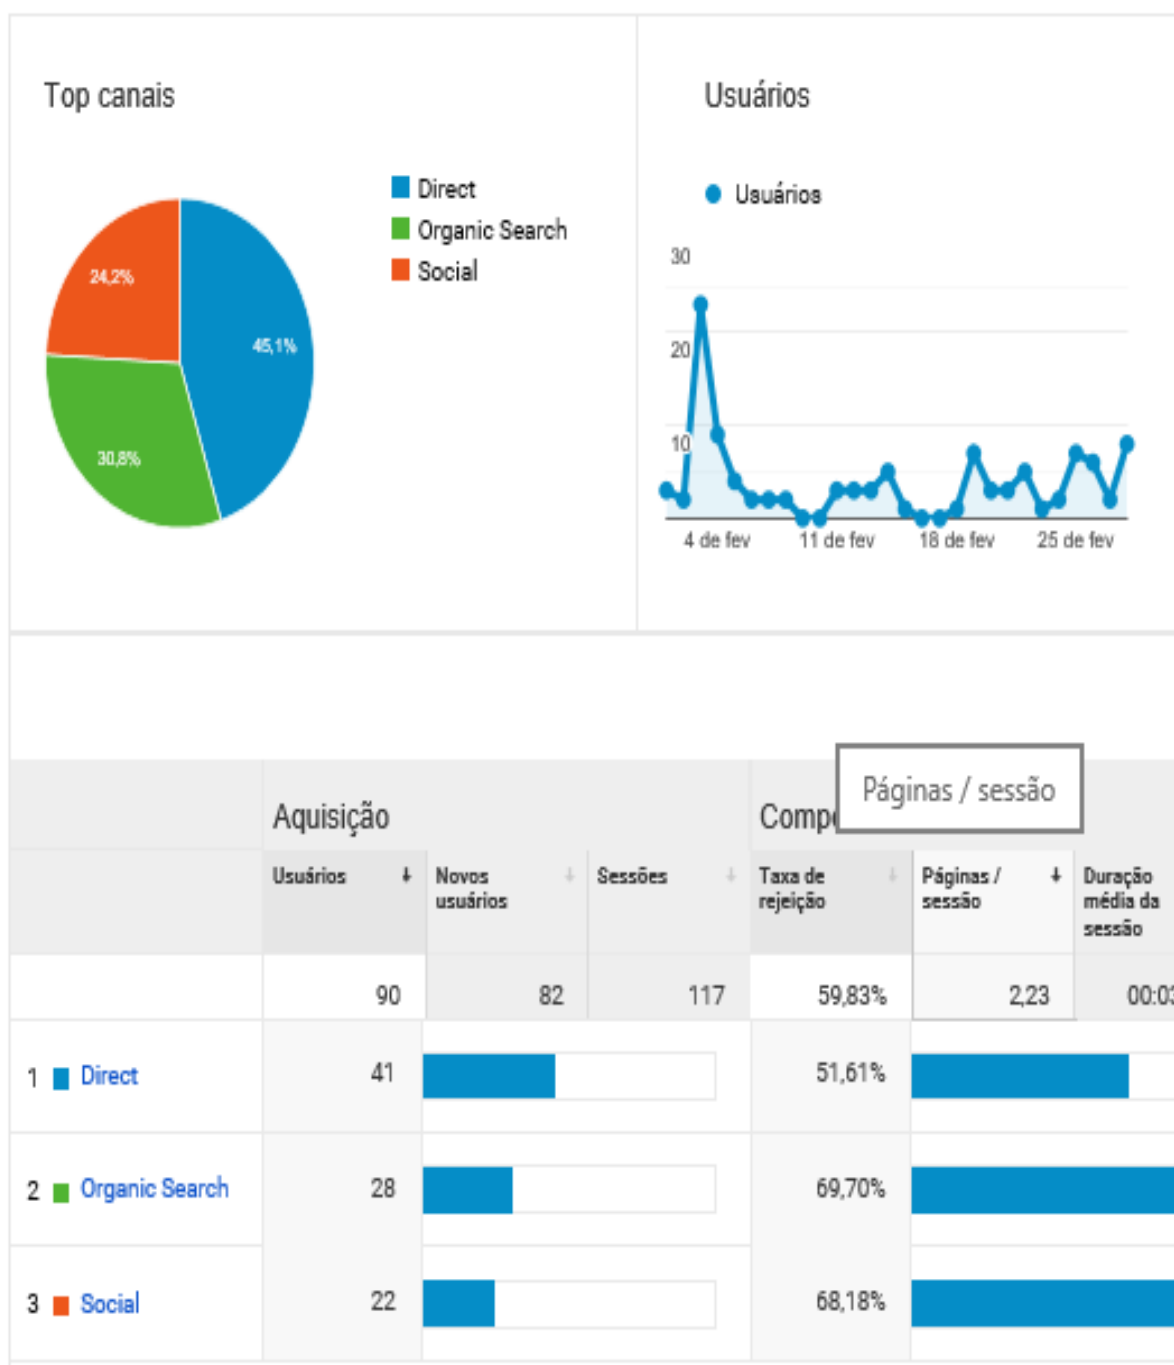 Top canais
Direct
Organic Search
Social
24,2%
45,1%
30,8%
Usuários
Usuários
30
20
10
4 de fev
11 de fev
18 de fev
25 de fev
Páginas / sessão
Aquisição
Usuários
Novos
usuários
Sessões
Taxa de
rejeição
Páginas /
sessão
Duração
média da
sessão
90
82
117
59,83%
2,23
1
Direct
41
51,61%
2
Organic Search
28
69,70%
3
Social
22
68,18%